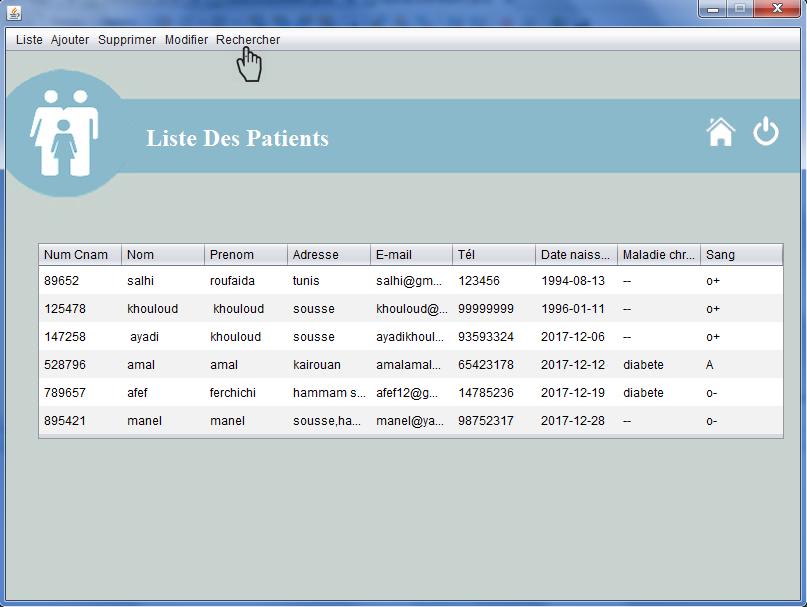 Liste Ajouter Supprimer Modifier Rechercher
Liste Des Patients
Num Cnam Nom Prenom Adresse E-mail Tél Date naiss... Maladie chr... Sang
89652 salhi roufaida tunis salhi@gm... 123456 1994-08-13 -- o+
125478 khouloud khouloud sousse khouloud@... 99999999 1996-01-11 -- o+
147258 ayadi khouloud sousse ayadikhoul... 93593324 2017-12-06 -- o+
528796 amal amal kairouan amalamal... 65423178 2017-12-12 diabete A
789657 afef ferchichi hammam s... afef12@g... 14785236 2017-12-19 diabete o-
895421 manel manel sousse,ha... manel@ya... 98752317 2017-12-28 -- o-